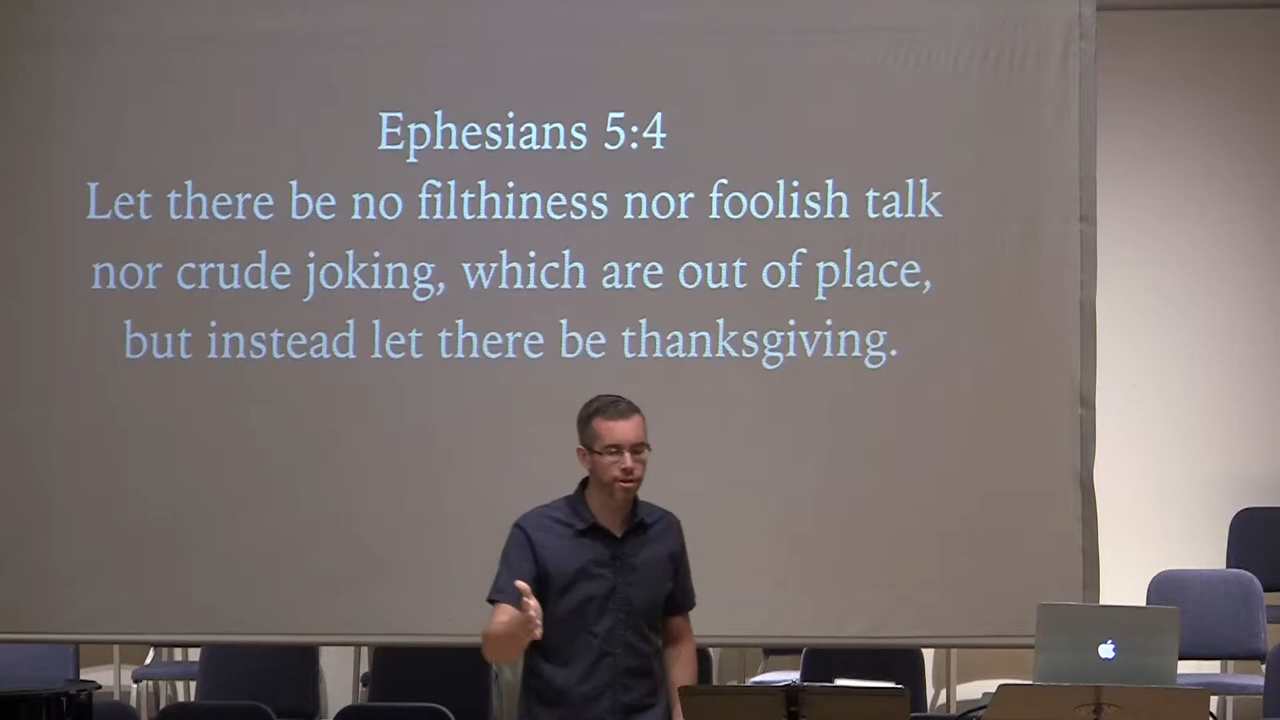 Ephesians 5:4
Let there be no filthiness nor foolish talk
nor crude joking, which are out of place,
but instead let there be thanksgiving.